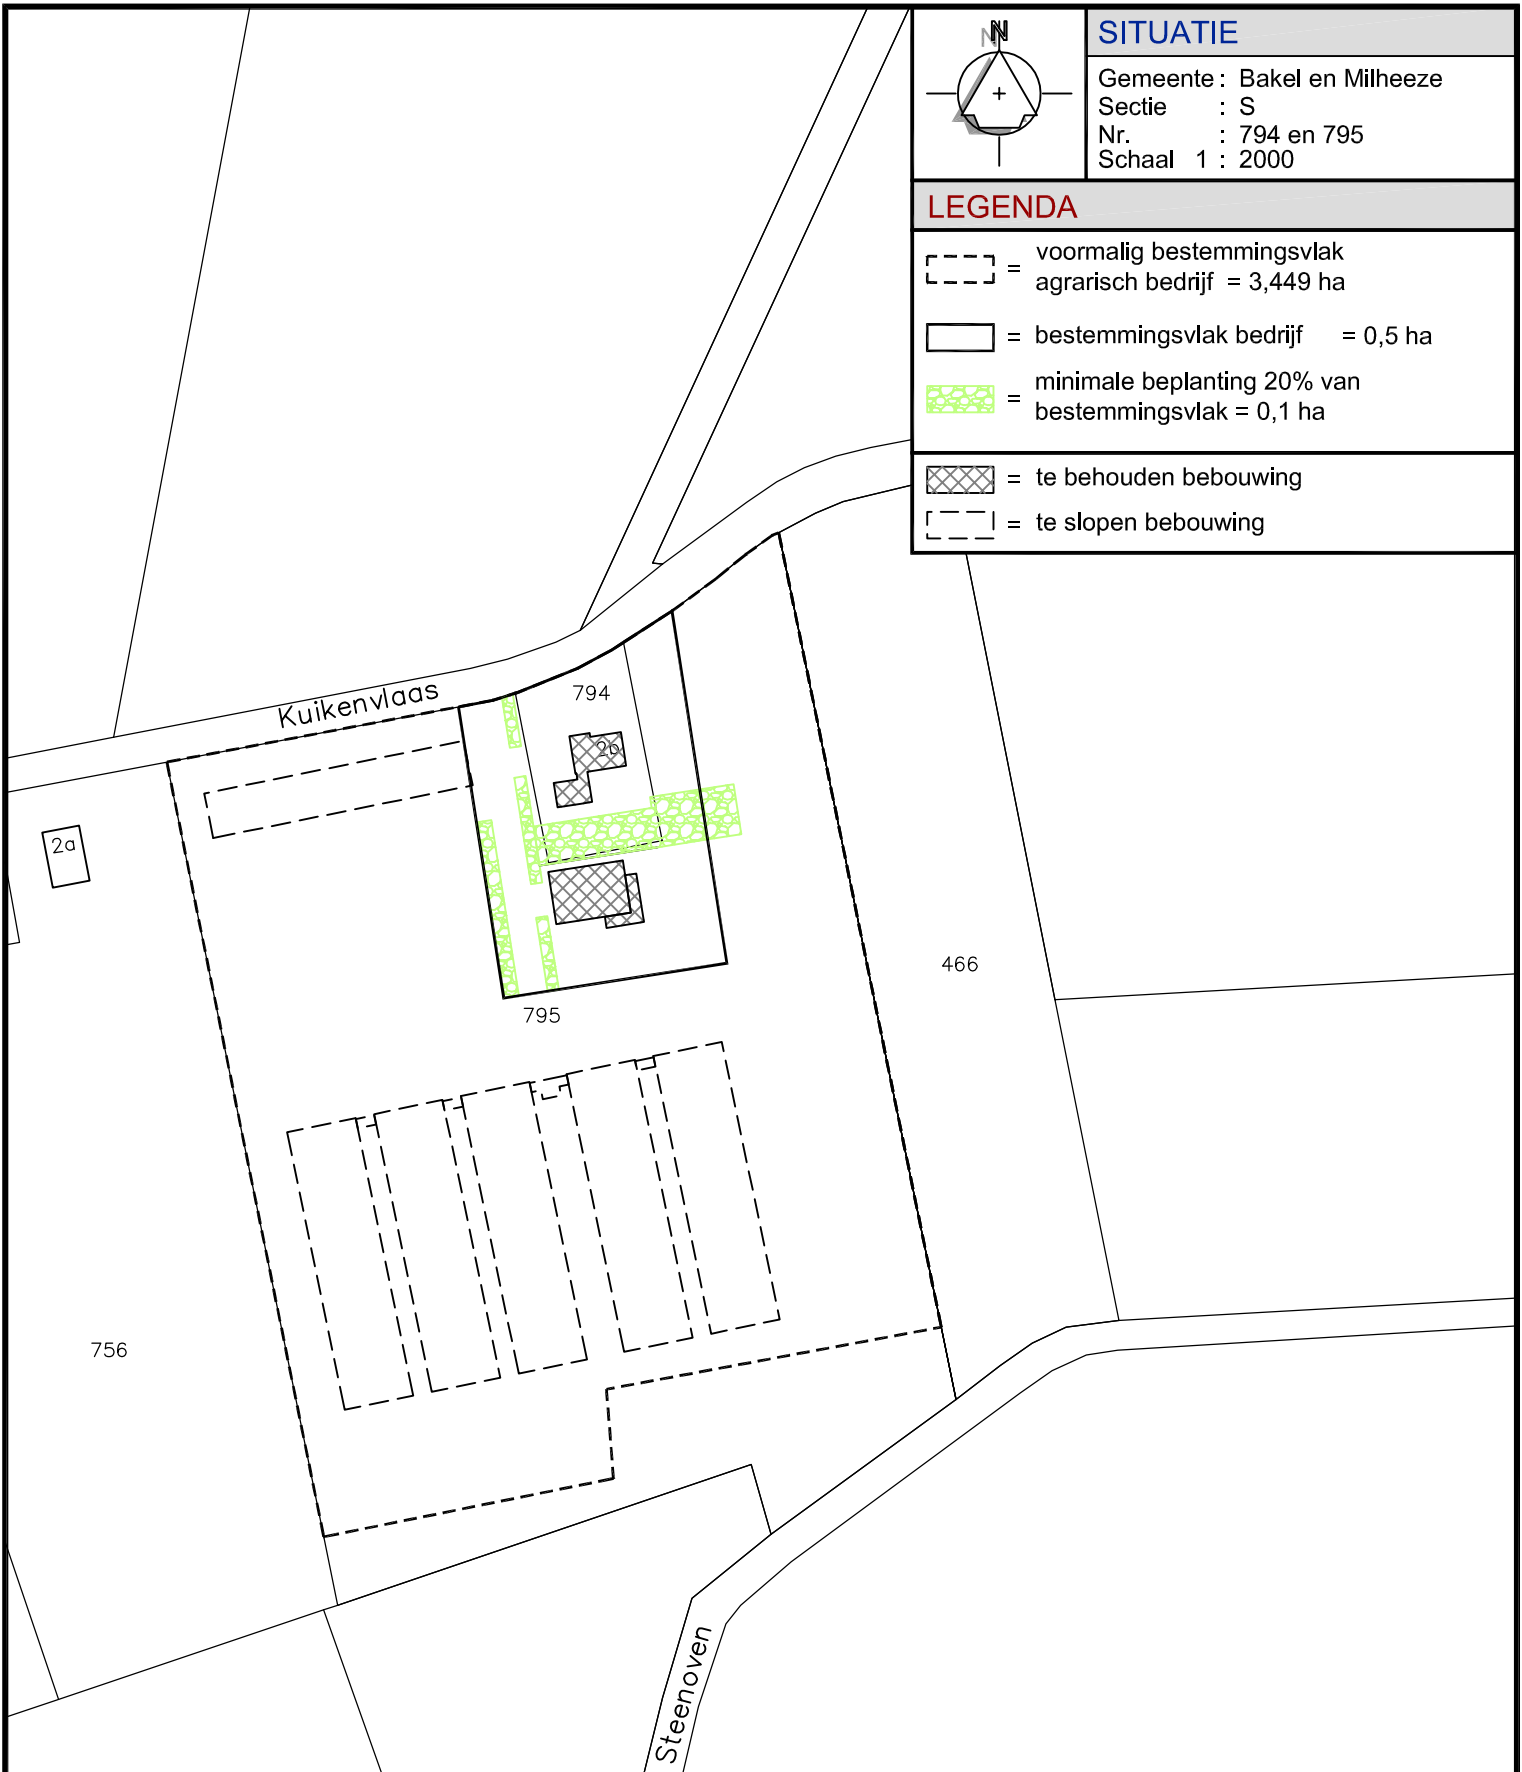 N N
SITUATIE
Gemeente : Bakel en Milheeze
Sectie : S
Nr. : 794 en 795
Schaal 1 : 2000
LEGENDA
= voormalig bestemmingsvlak
agrarisch bedrijf = 3,449 ha
= bestemmingsvlak bedrijf = 0,5 ha
= minimale beplanting 20% van
bestemmingsvlak = 0,1 ha
= te behouden bebouwing
= te slopen bebouwing
Kuikenvlaas
794
2b
2a
466
795
756
Steenoven